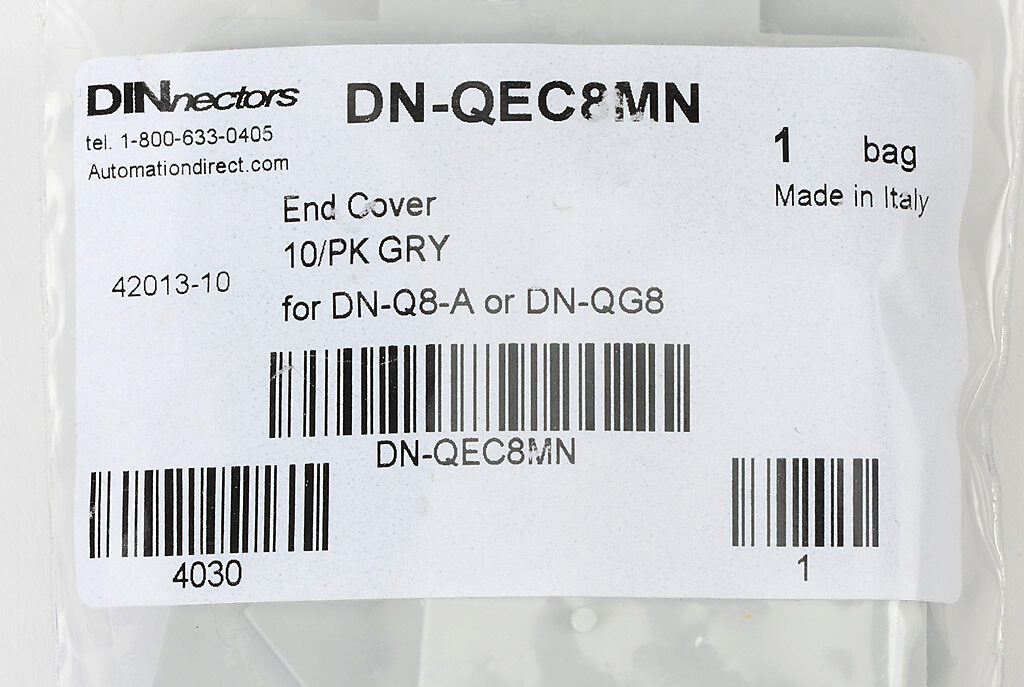 DINnectors
DN-QEC8MN
tel. 1-800-633-0405
Automationdirect.com
1 bag
Made in Italy
End Cover
10/PK GRY
42013-10
for DN-Q8-A or DN-QG8
DN-QEC8MN
4030
1